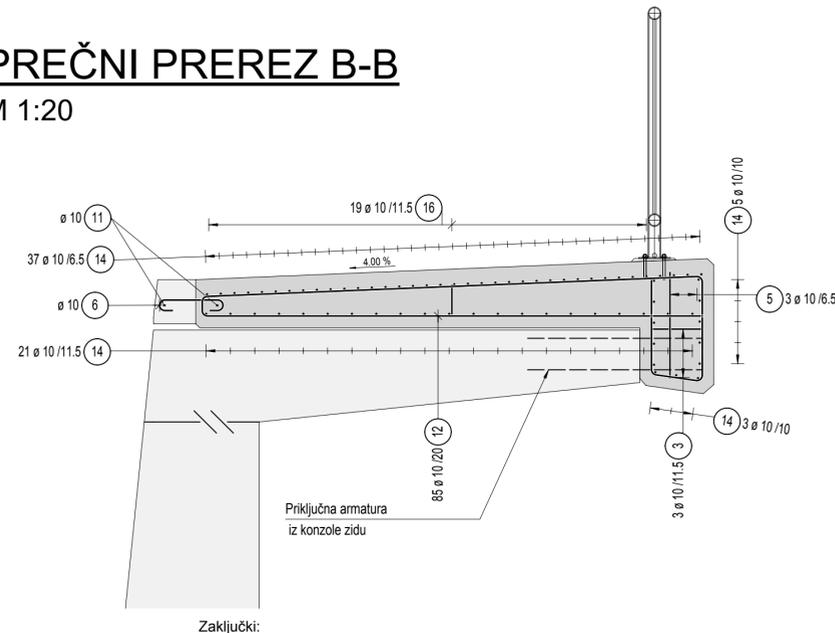 PREČNI PREREZ B-B
M 1:20
19 ø 10 /11.5 16
ø 10 11
37 ø 10 /6.5 14
4.00 %
14 5 ø 10 /10
ø 10 6
5 3 ø 10 /6.5
21 ø 10 /11.5 14
14 3 ø 10 /10
85 ø 10 /20 12
3 ø 10 /11.5 3
Priključna armatura
iz konzole zidu
Zaključki: